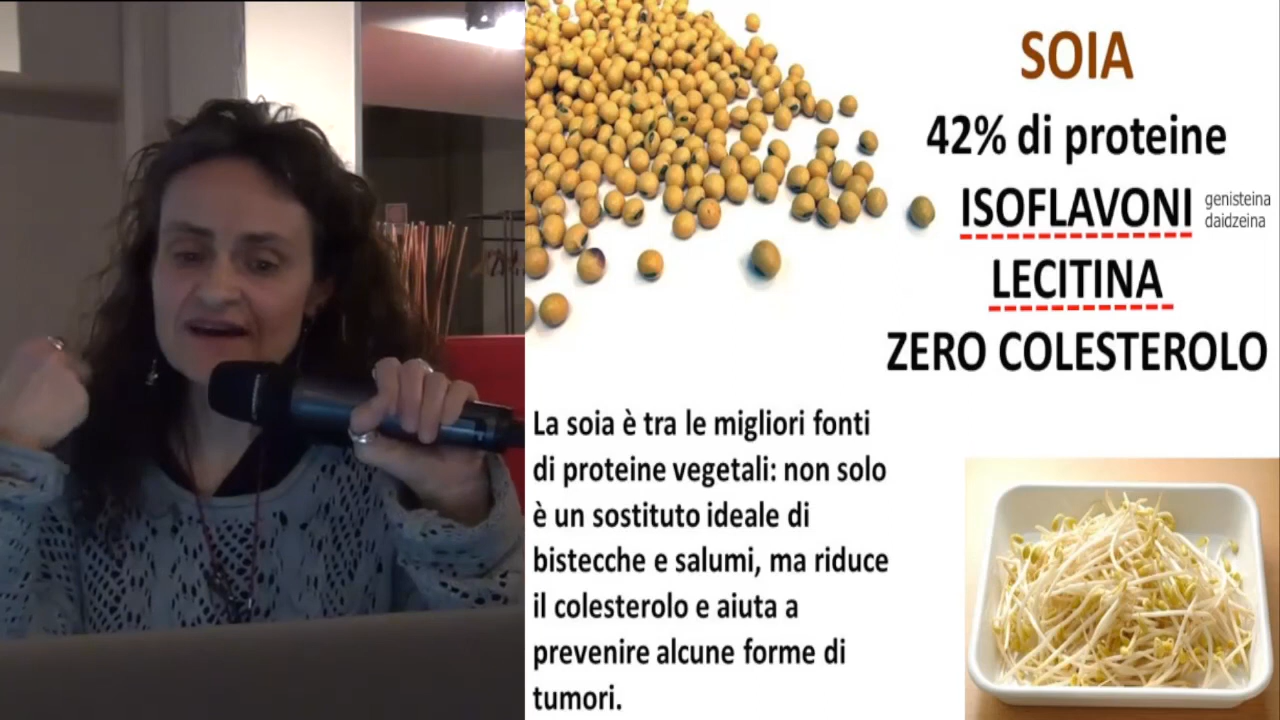 SOIA
42% di proteine
ISOFLAVONI
genisteina
daidzeina
LECITINA
ZERO COLESTEROLO
La soia è tra le migliori fonti
di proteine vegetali: non solo
è un sostituto ideale di
bistecche e salumi, ma riduce
il colesterolo e aiuta a
prevenire alcune forme di
tumori.